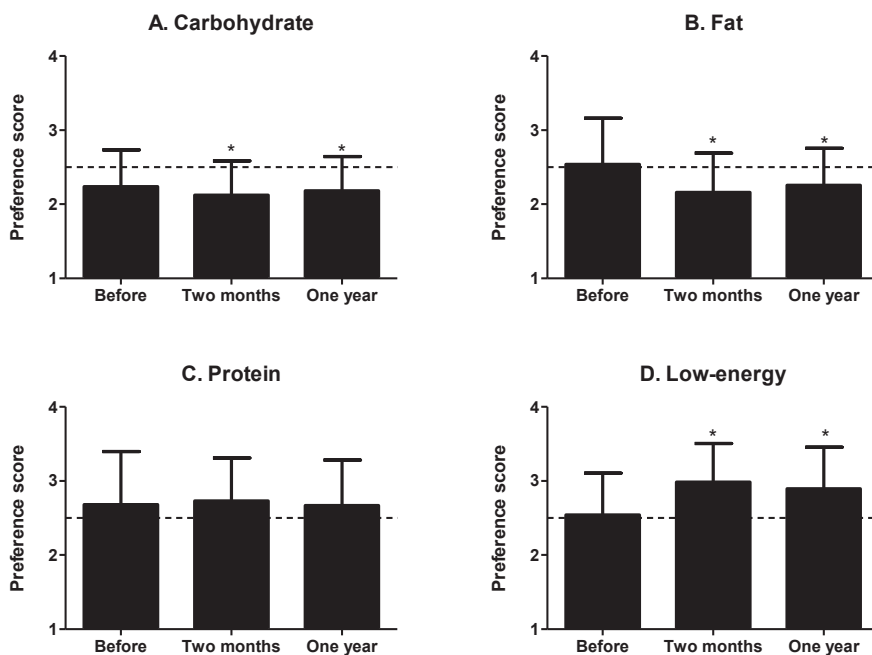 A. Carbohydrate
Preference score
4
3
2
1
*
*
Before
Two months
One year
B. Fat
Preference score
4
3
2
1
*
*
Before
Two months
One year
C. Protein
Preference score
4
3
2
1
Before
Two months
One year
D. Low-energy
Preference score
4
3
2
1
*
*
Before
Two months
One year